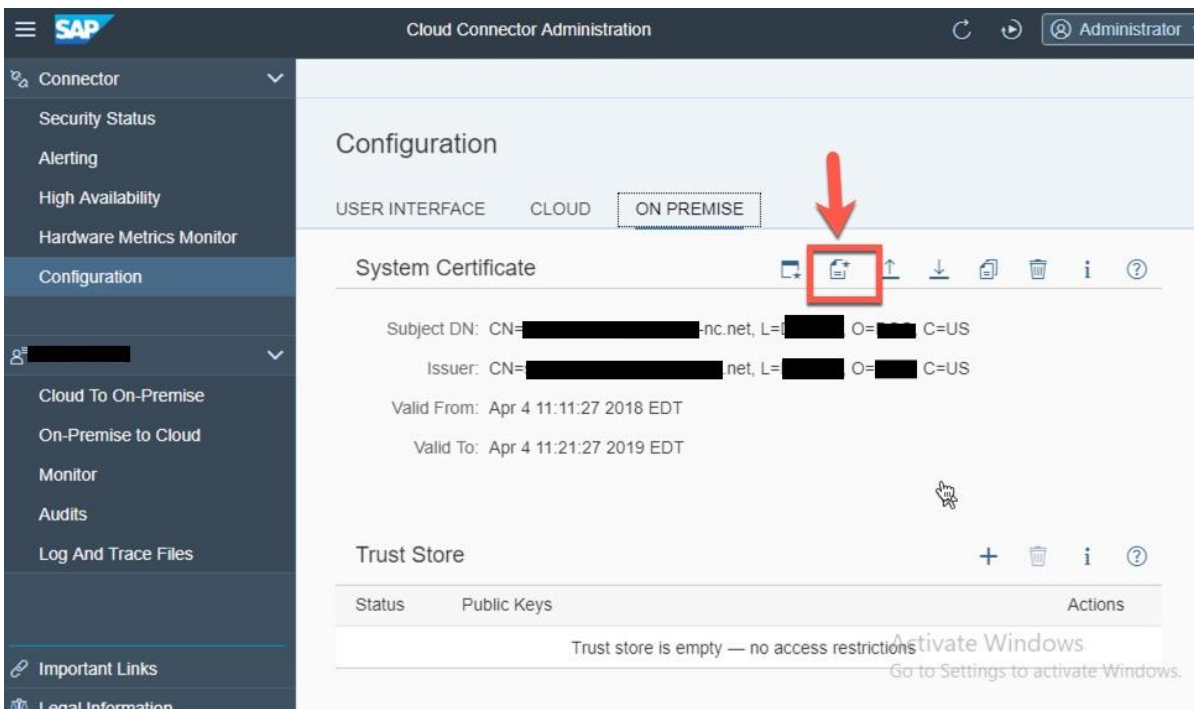 SAP Cloud Connector Administration Administrator
Connector
Security Status
Alerting
High Availability
Hardware Metrics Monitor
Configuration
Cloud To On-Premise
On-Premise to Cloud
Monitor
Audits
Log And Trace Files
Important Links
Legal Information
Configuration
USER INTERFACE CLOUD ON PREMISE
System Certificate
Subject DN: CN= -nc.net, L= , O= , C=US
Issuer: CN= .net, L= , O= C=US
Valid From: Apr 4 11:11:27 2018 EDT
Valid To: Apr 4 11:21:27 2019 EDT
Trust Store
Status Public Keys Actions
Trust store is empty — no access restrictions
Activate Windows
Go to Settings to activate Windows.